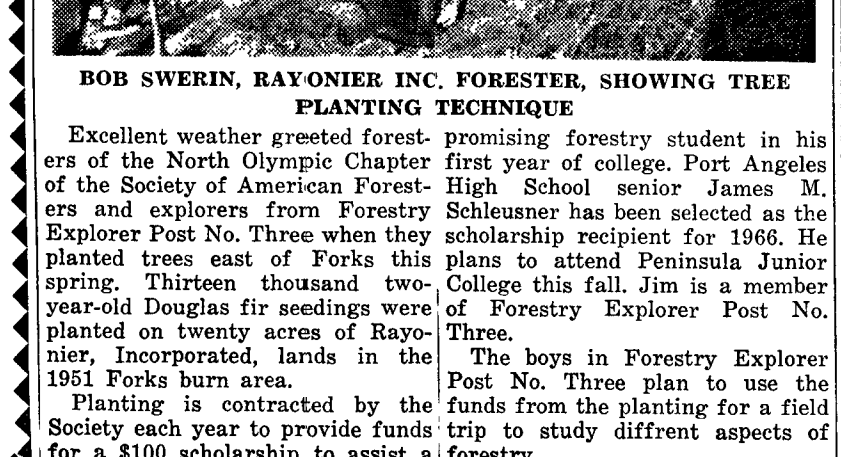 BOB SWERIN, RAYONIER INC. FORESTER, SHOWING TREE
PLANTING TECHNIQUE
Excellent weather greeted forest-
ers of the North Olympic Chapter
of the Society of American Forest-
ers and explorers from Forestry
Explorer Post No. Three when they
planted trees east of Forks this
spring. Thirteen thousand two-
year-old Douglas fir seedings were
planted on twenty acres of Rayo-
nier, Incorporated, lands in the
1951 Forks burn area.
Planting is contracted by the
Society each year to provide funds
for a $100 scholarship to assist a
promising forestry student in his
first year of college. Port Angeles
High School senior James M.
Schleusner has been selected as the
scholarship recipient for 1966. He
plans to attend Peninsula Junior
College this fall. Jim is a member
of Forestry Explorer Post No.
Three.
The boys in Forestry Explorer
Post No. Three plan to use the
funds from the planting for a field
trip to study diffrent aspects of
forestry.